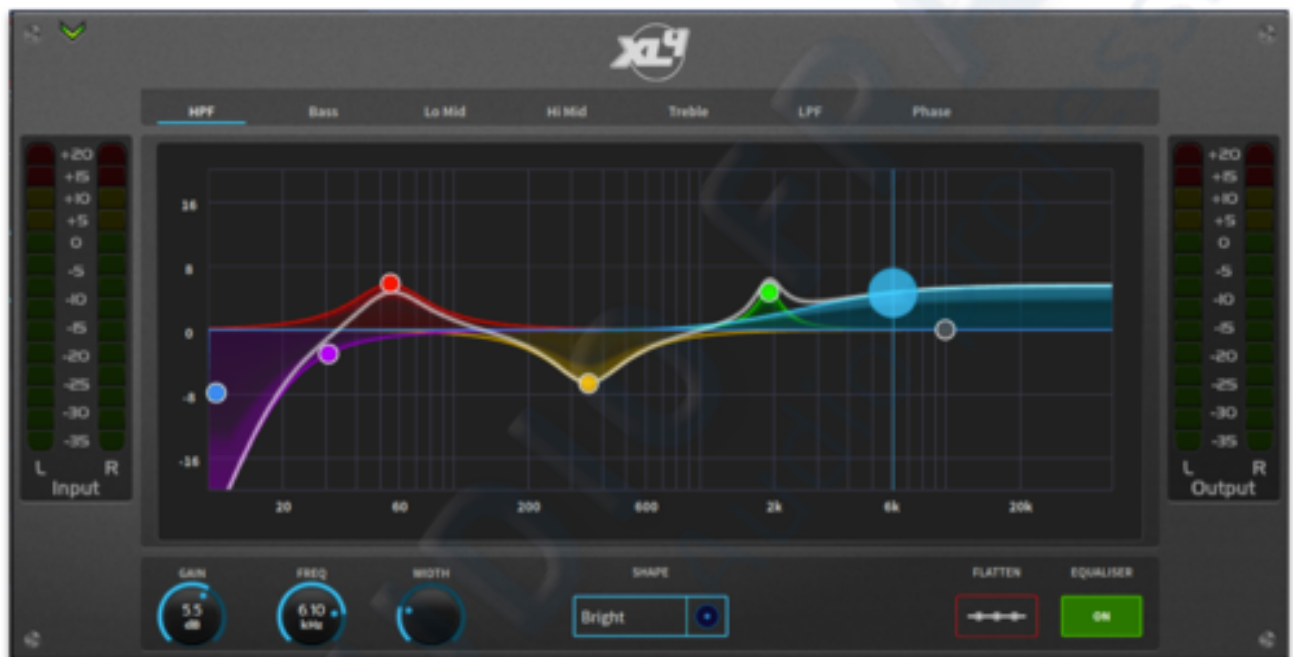 XL4
HPF Bass Lo Mid Hi Mid Treble LPF Phase
+20
+15
+10
+5
0
-5
-10
-15
-20
-25
-30
-35
L R
Input
16
8
0
-8
-16
20 60 200 600 2k 6k 20k
+20
+15
+10
+5
0
-5
-10
-15
-20
-25
-30
-35
L R
Output
GAIN FREQ WIDTH SHAPE FLATTEN EQUALISER
5.5
dB
6.10
kHz
Bright
ON